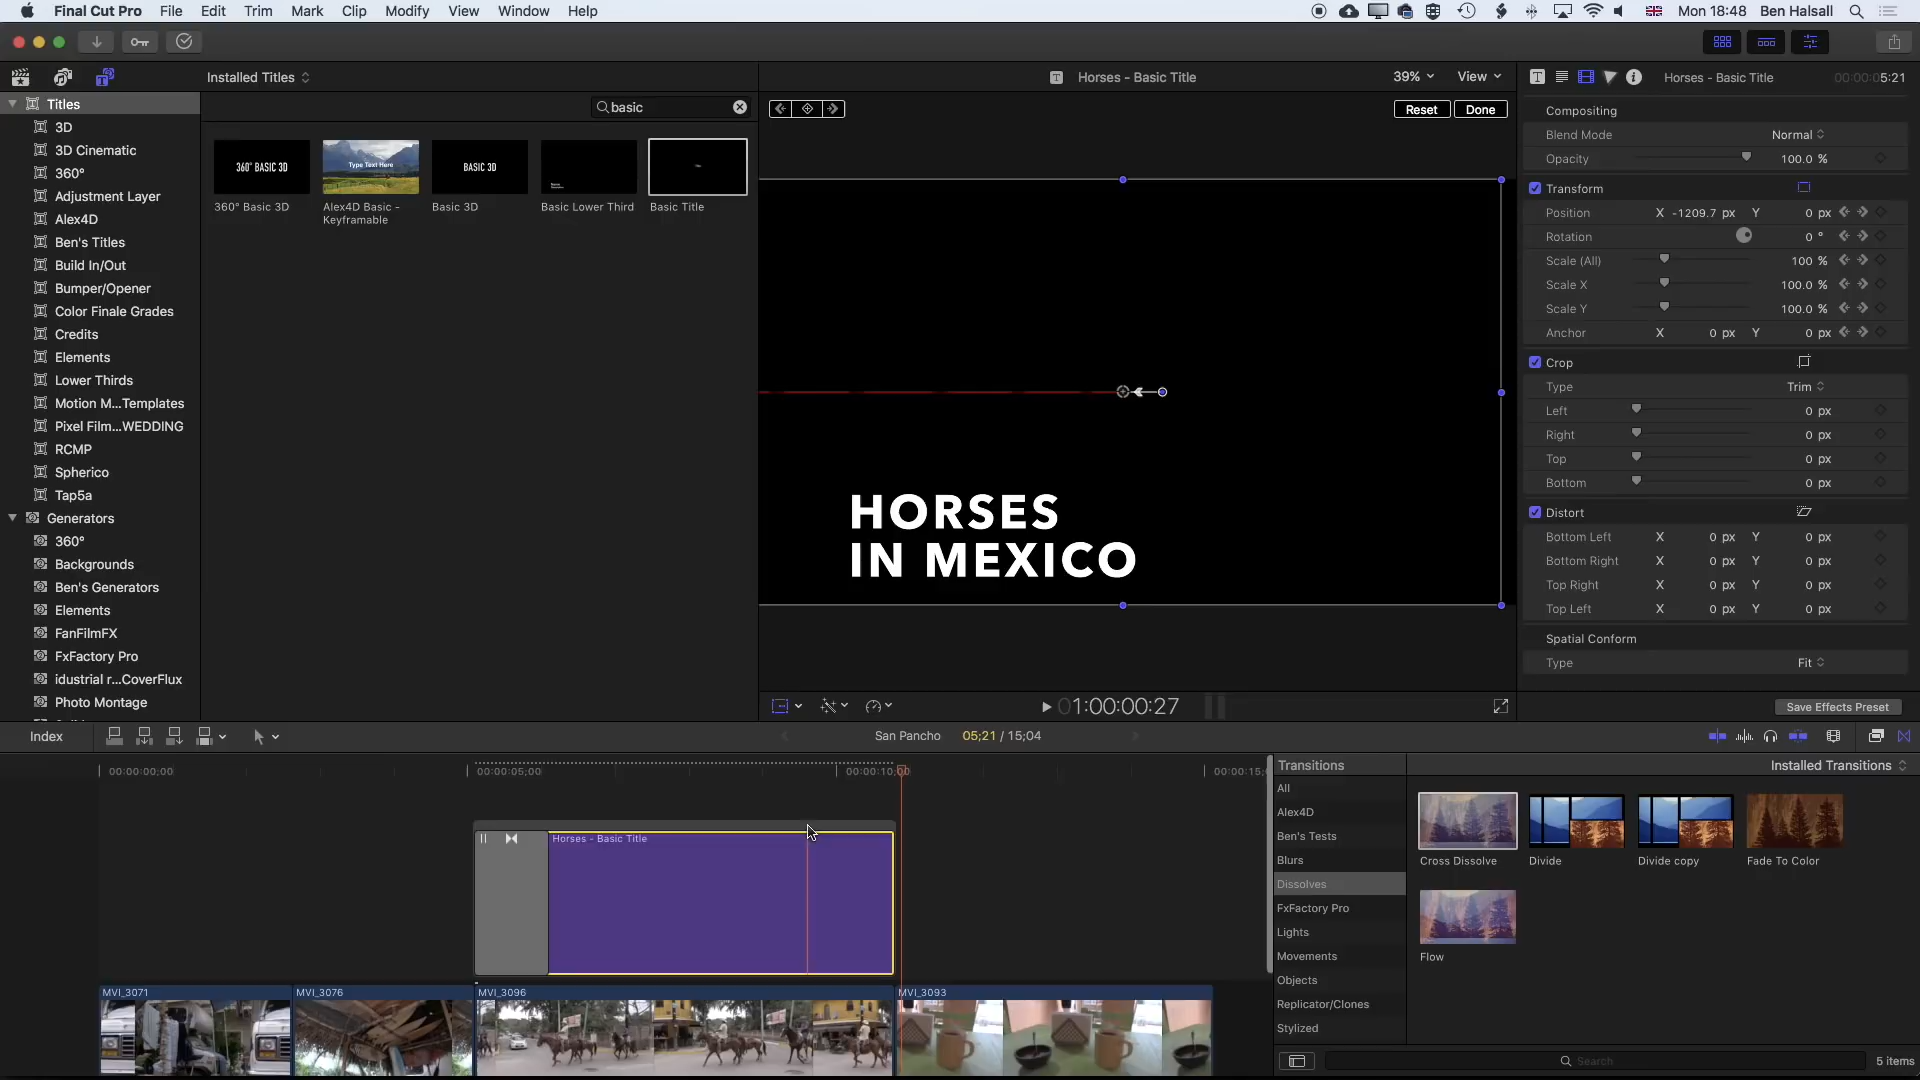 Final Cut Pro File Edit Trim Mark Clip Modify View Window Help Mon 18:48 Ben Halsall
Installed Titles
Horses - Basic Title 39% View
Horses - Basic Title 00:00:05:21
basic
Reset Done
Titles
3D
3D Cinematic
360°
Adjustment Layer
Alex4D
Ben's Titles
Build In/Out
Bumper/Opener
Color Finale Grades
Credits
Elements
Lower Thirds
Motion M...Templates
Pixel Film...WEDDING
RCMP
Spherico
Tap5a
Generators
360°
Backgrounds
Ben's Generators
Elements
FanFilmFX
FxFactory Pro
idustrial r...CoverFlux
Photo Montage
360° BASIC 3D
Type Text Here
BASIC 3D
360° Basic 3D
Alex4D Basic -
Keyframable
Basic 3D
Basic Lower Third
Basic Title
HORSES
IN MEXICO
Compositing
Blend Mode Normal
Opacity 100.0 %
Transform
Position X -1209.7 px Y 0 px
Rotation 0 °
Scale (All) 100 %
Scale X 100.0 %
Scale Y 100.0 %
Anchor X 0 px Y 0 px
Crop
Type Trim
Left 0 px
Right 0 px
Top 0 px
Bottom 0 px
Distort
Bottom Left X 0 px Y 0 px
Bottom Right X 0 px Y 0 px
Top Right X 0 px Y 0 px
Top Left X 0 px Y 0 px
Spatial Conform
Type Fit
Save Effects Preset
01:00:00:27
Index San Pancho 05;21 / 15;04
00:00:00;00 00:00:05;00 00:00:10;00 00:00:15;
Horses - Basic Title
MVI_3071 MVI_3076 MVI_3096 MVI_3093
Transitions
Installed Transitions
All
Alex4D
Ben's Tests
Blurs
Dissolves
FxFactory Pro
Lights
Movements
Objects
Replicator/Clones
Stylized
Cross Dissolve
Divide
Divide copy
Fade To Color
Flow
Search
5 items